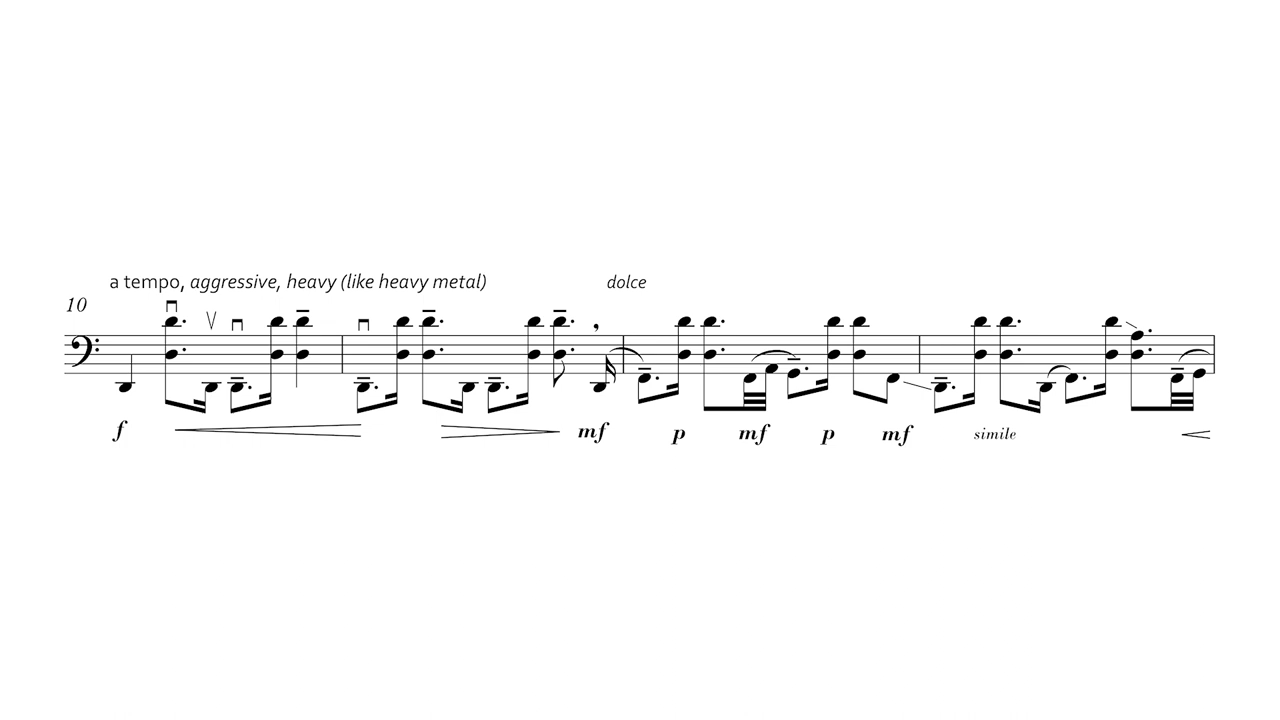 a tempo, aggressive, heavy (like heavy metal) dolce
10
f mf p mf p mf simile